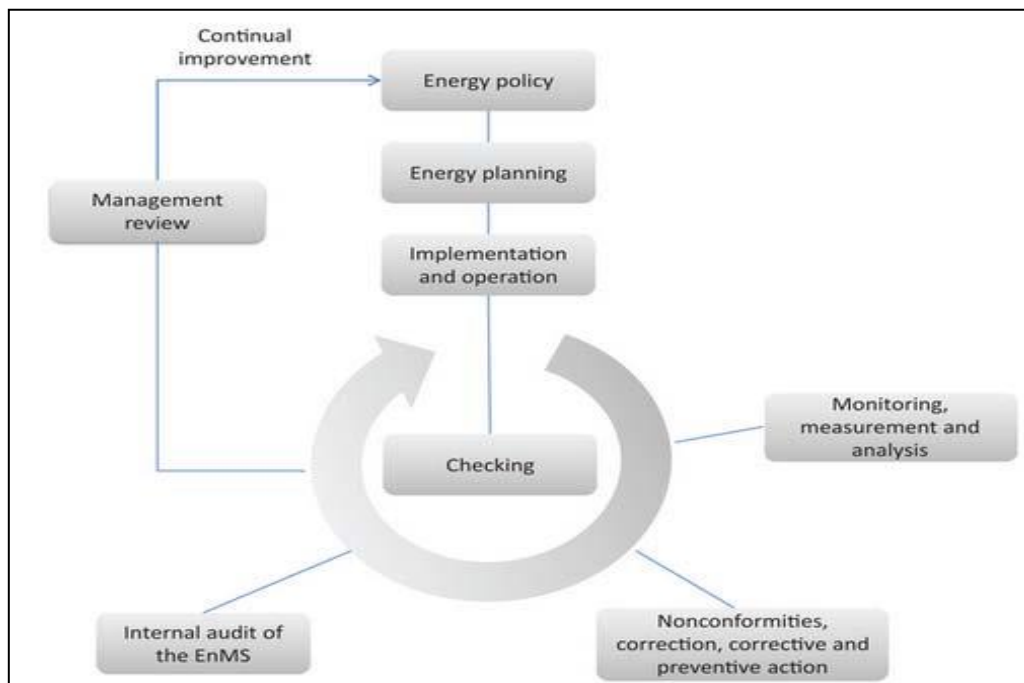 Continual
improvement
Energy policy
Energy planning
Management
review
Implementation
and operation
Monitoring,
measurement and
analysis
Checking
Internal audit of
the EnMS
Nonconformities,
correction, corrective and
preventive action